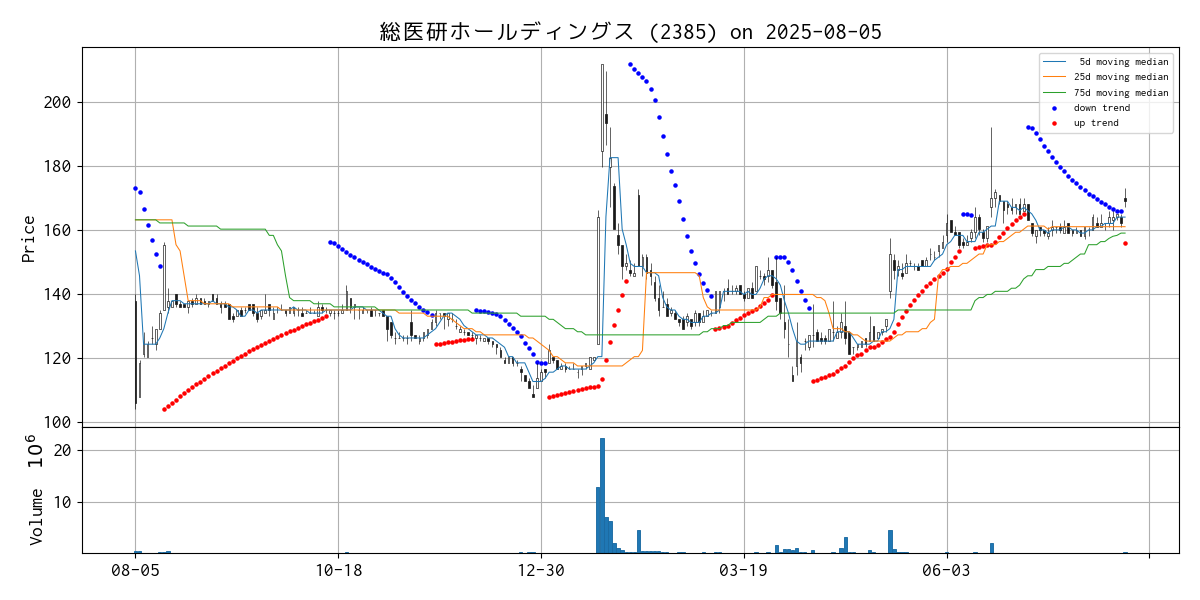 総医研ホールディングス (2385) on 2025-08-05
5d moving median
25d moving median
75d moving median
down trend
up trend
Price
200
180
160
140
120
100
Volume 10^6
20
10
08-05
10-18
12-30
03-19
06-03